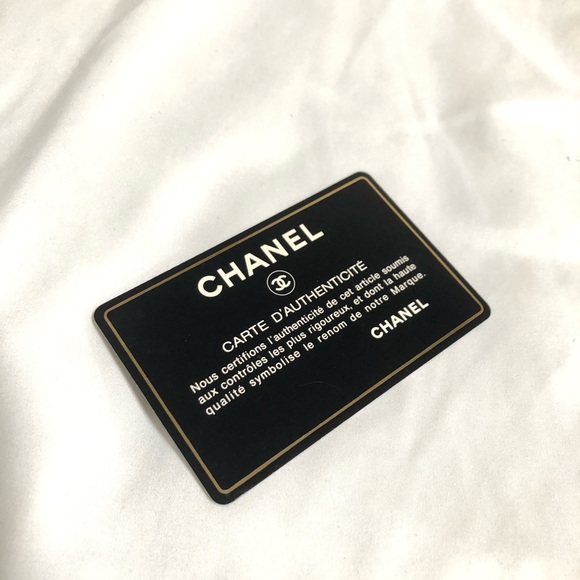 CHANEL
CARTE D'AUTHENTICITÉ
Nous certifions l'authenticité de cet article soumis
aux contrôles les plus rigoureux, et dont la haute
qualité symbolise le renom de notre Marque.
CHANEL